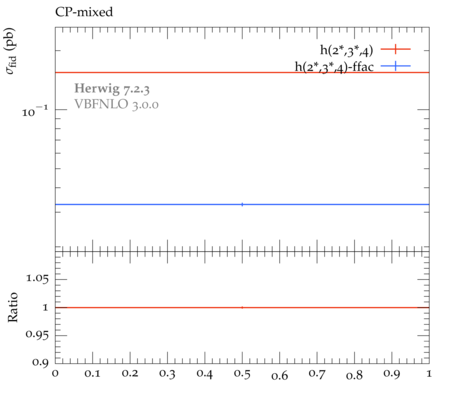 CP-mixed
σfid (pb)
h(2*,3*,4)
h(2*,3*,4)-ffac
Herwig 7.2.3
VBFNLO 3.0.0
10⁻¹
Ratio
1.05
1
0.95
0.9
0 0.1 0.2 0.3 0.4 0.5 0.6 0.7 0.8 0.9 1